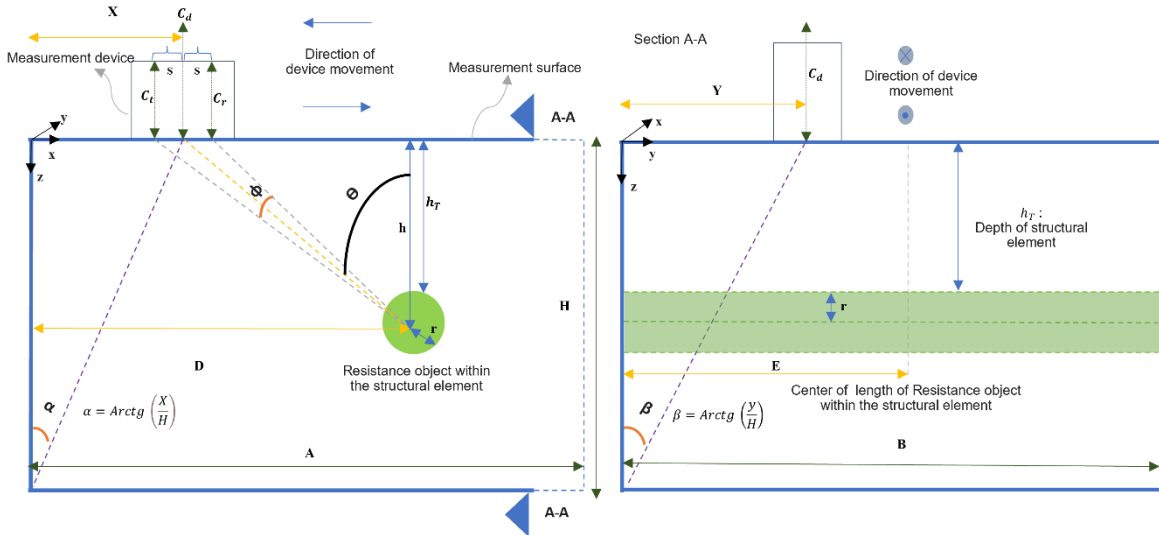 X
C_d
Section A-A
Measurement device
s s
Direction of
device movement
Measurement surface
C_l
C_r
A-A
y
x
z
Φ
Θ
h_T
h
H
r
D
Resistance object within
the structural element
α
α = Arctg (X/H)
A
A-A
C_d
Direction of device
movement
Y
x
y
z
h_T :
Depth of structural
element
r
E
Center of length of Resistance object
within the structural element
β
β = Arctg (y/H)
B